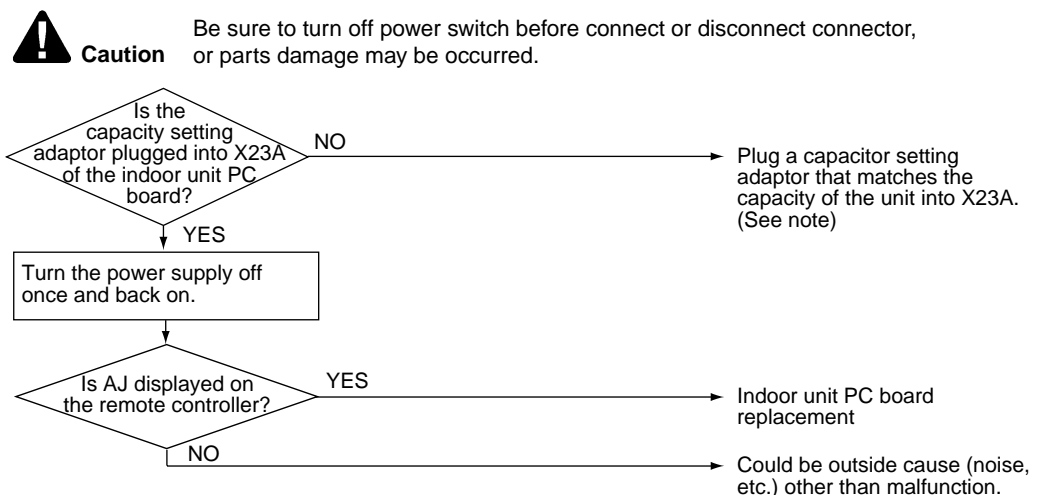 Be sure to turn off power switch before connect or disconnect connector,
Caution or parts damage may be occurred.
Is the
capacity setting
adaptor plugged into X23A
of the indoor unit PC
board?
NO
Plug a capacitor setting
adaptor that matches the
capacity of the unit into X23A.
(See note)
YES
Turn the power supply off
once and back on.
Is AJ displayed on
the remote controller?
YES
Indoor unit PC board
replacement
NO
Could be outside cause (noise,
etc.) other than malfunction.